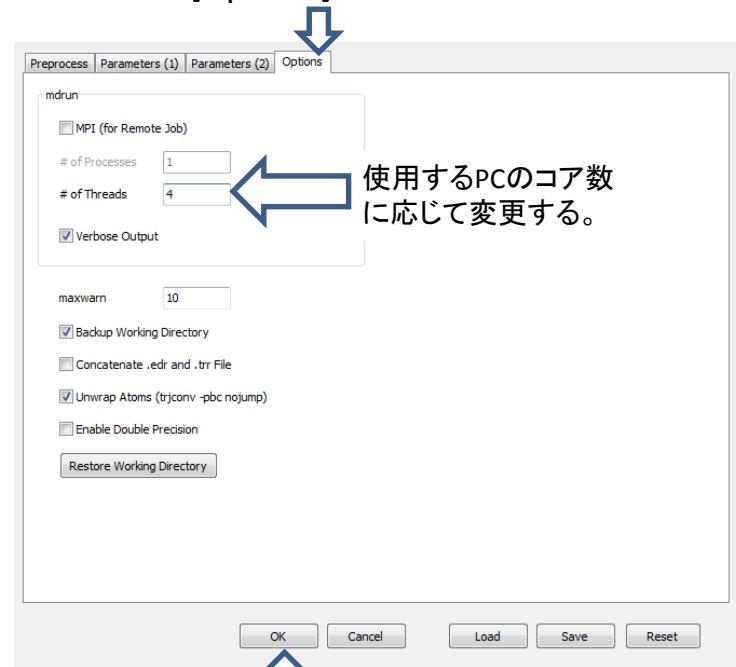 Preprocess Parameters (1) Parameters (2) Options
mdrun
MPI (for Remote Job)
# of Processes 1
# of Threads 4
使用するPCのコア数
に応じて変更する。
Verbose Output
maxwarn 10
Backup Working Directory
Concatenate .edr and .trr File
Unwrap Atoms (trjconv -pbc nojump)
Enable Double Precision
Restore Working Directory
OK Cancel Load Save Reset